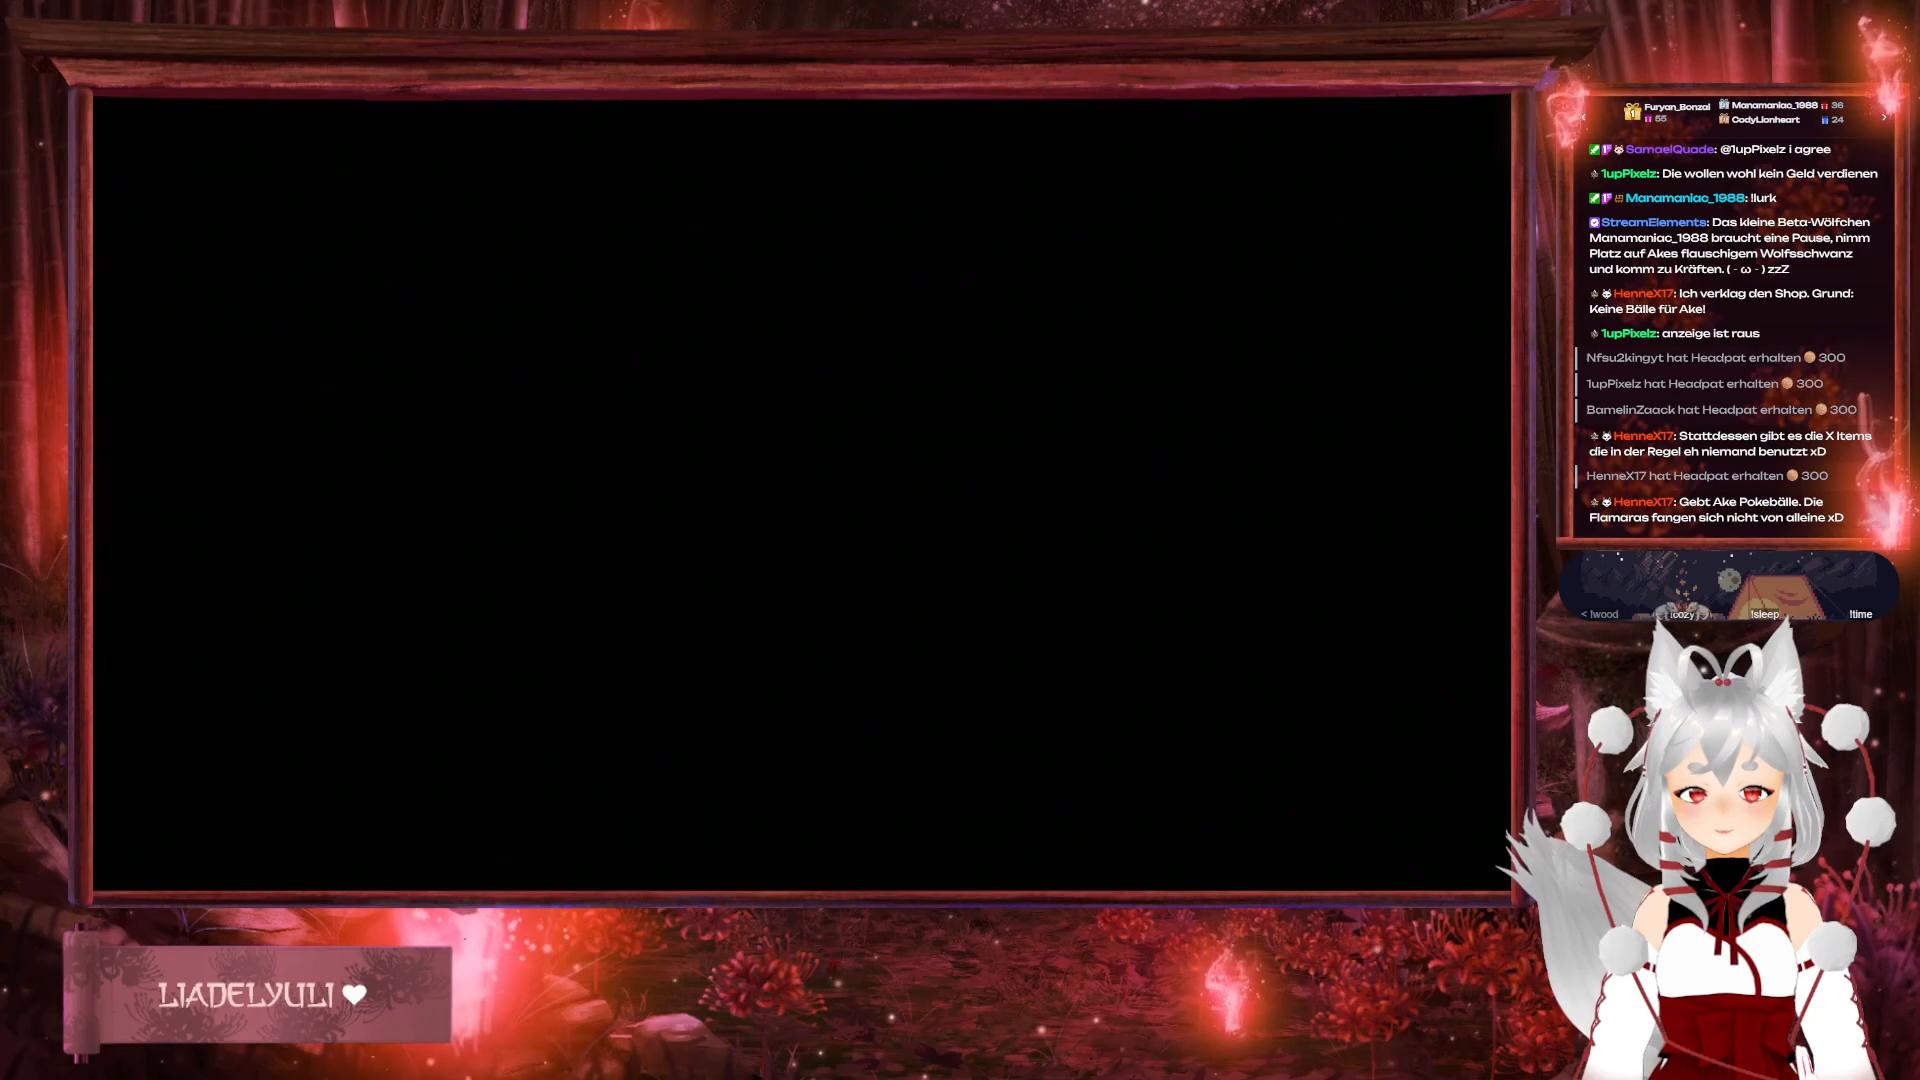 Furyan_Bonzai
55
Manamaniac_1988 36
CodyLionheart 24
SamaelQuade: @1upPixelz i agree
1upPixelz: Die wollen wohl kein Geld verdienen
Manamaniac_1988: !lurk
StreamElements: Das kleine Beta-Wölfchen
Manamaniac_1988 braucht eine Pause, nimm
Platz auf Akes flauschigem Wolfsschwanz
und komm zu Kräften. ( - ω - ) zzZ
HenneX17: Ich verklag den Shop. Grund:
Keine Bälle für Ake!
1upPixelz: anzeige ist raus
Nfsu2kingyt hat Headpat erhalten 300
1upPixelz hat Headpat erhalten 300
BamelinZaack hat Headpat erhalten 300
HenneX17: Stattdessen gibt es die X Items
die in der Regel eh niemand benutzt xD
HenneX17 hat Headpat erhalten 300
HenneX17: Gebt Ake Pokebälle. Die
Flamaras fangen sich nicht von alleine xD
< !wood !cozy !sleep !time
LIADELYULI